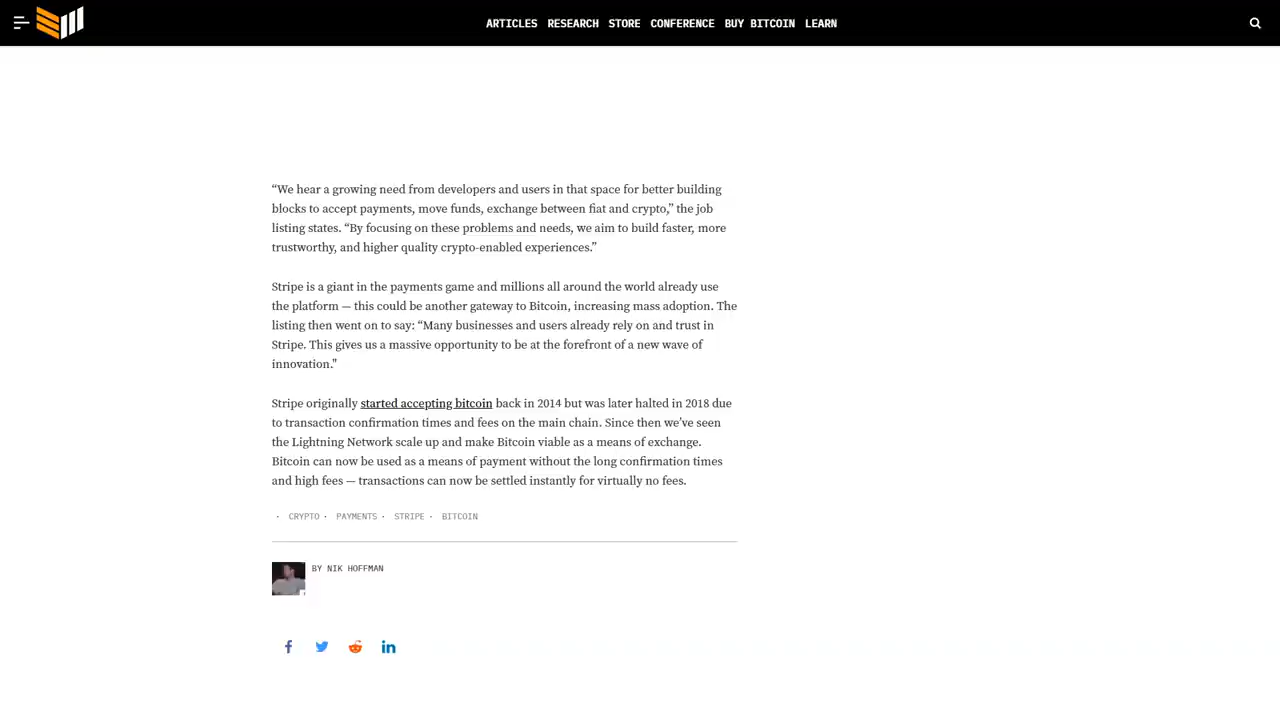 ARTICLES RESEARCH STORE CONFERENCE BUY BITCOIN LEARN
“We hear a growing need from developers and users in that space for better building
blocks to accept payments, move funds, exchange between fiat and crypto,” the job
listing states. “By focusing on these problems and needs, we aim to build faster, more
trustworthy, and higher quality crypto-enabled experiences.”
Stripe is a giant in the payments game and millions all around the world already use
the platform — this could be another gateway to Bitcoin, increasing mass adoption. The
listing then went on to say: “Many businesses and users already rely on and trust in
Stripe. This gives us a massive opportunity to be at the forefront of a new wave of
innovation."
Stripe originally started accepting bitcoin back in 2014 but was later halted in 2018 due
to transaction confirmation times and fees on the main chain. Since then we’ve seen
the Lightning Network scale up and make Bitcoin viable as a means of exchange.
Bitcoin can now be used as a means of payment without the long confirmation times
and high fees — transactions can now be settled instantly for virtually no fees.
· CRYPTO · PAYMENTS · STRIPE · BITCOIN
BY NIK HOFFMAN